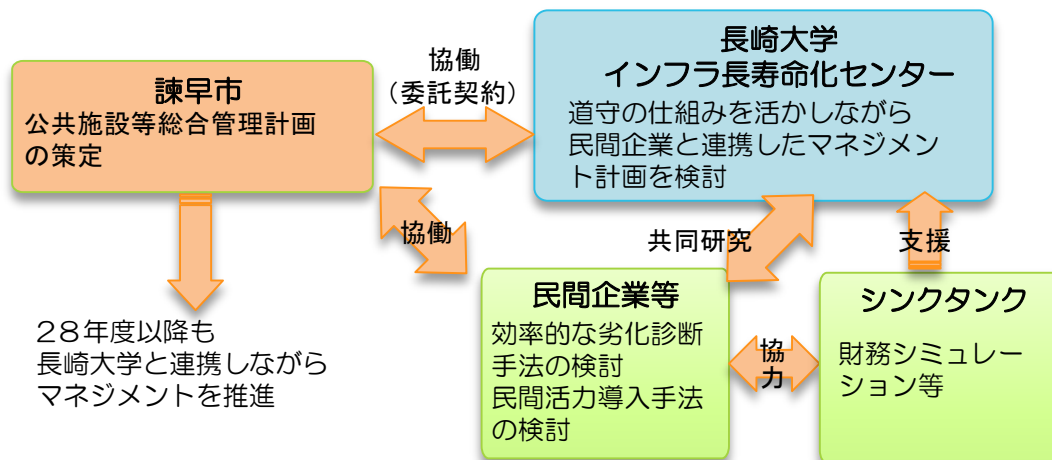 諫早市
公共施設等総合管理計画
の策定
協働
（委託契約）
長崎大学
インフラ長寿命化センター
道守の仕組みを活かしながら
民間企業と連携したマネジメン
ト計画を検討
協働
共同研究
支援
２８年度以降も
長崎大学と連携しながら
マネジメントを推進
民間企業等
効率的な劣化診断
手法の検討
民間活力導入手法
の検討
協
力
シンクタンク
財務シミュレー
ション等